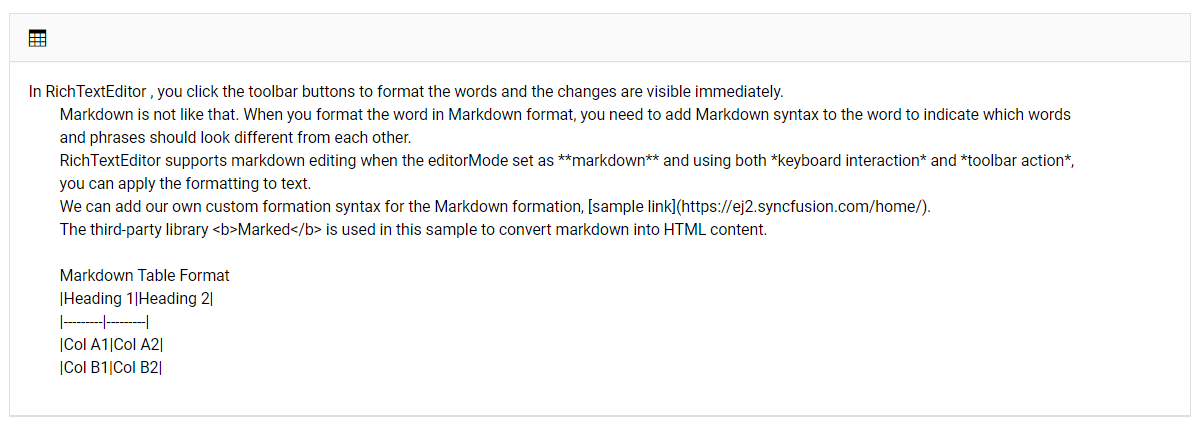 In RichTextEditor , you click the toolbar buttons to format the words and the changes are visible immediately.
Markdown is not like that. When you format the word in Markdown format, you need to add Markdown syntax to the word to indicate which words
and phrases should look different from each other.
RichTextEditor supports markdown editing when the editorMode set as **markdown** and using both *keyboard interaction* and *toolbar action*,
you can apply the formatting to text.
We can add our own custom formation syntax for the Markdown formation, [sample link](https://ej2.syncfusion.com/home/).
The third-party library <b>Marked</b> is used in this sample to convert markdown into HTML content.
Markdown Table Format
|Heading 1|Heading 2|
|---------|---------|
|Col A1|Col A2|
|Col B1|Col B2|